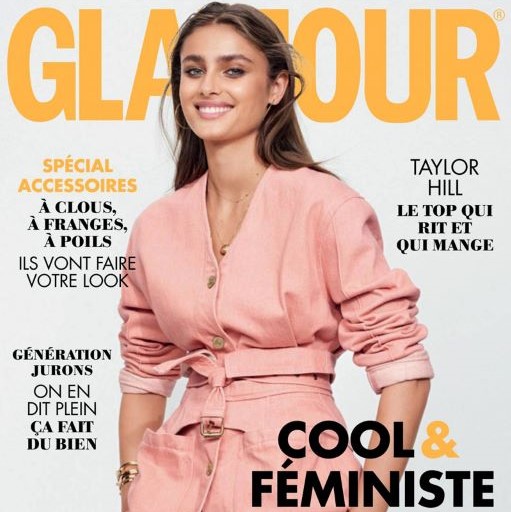 GLAMOUR®
SPÉCIAL
ACCESSOIRES
À CLOUS,
À FRANGES,
À POILS
ILS VONT FAIRE
VOTRE LOOK
TAYLOR
HILL
LE TOP QUI
RIT ET
QUI MANGE
GÉNÉRATION
JURONS
ON EN
DIT PLEIN
ÇA FAIT
DU BIEN
COOL &
FÉMINISTE